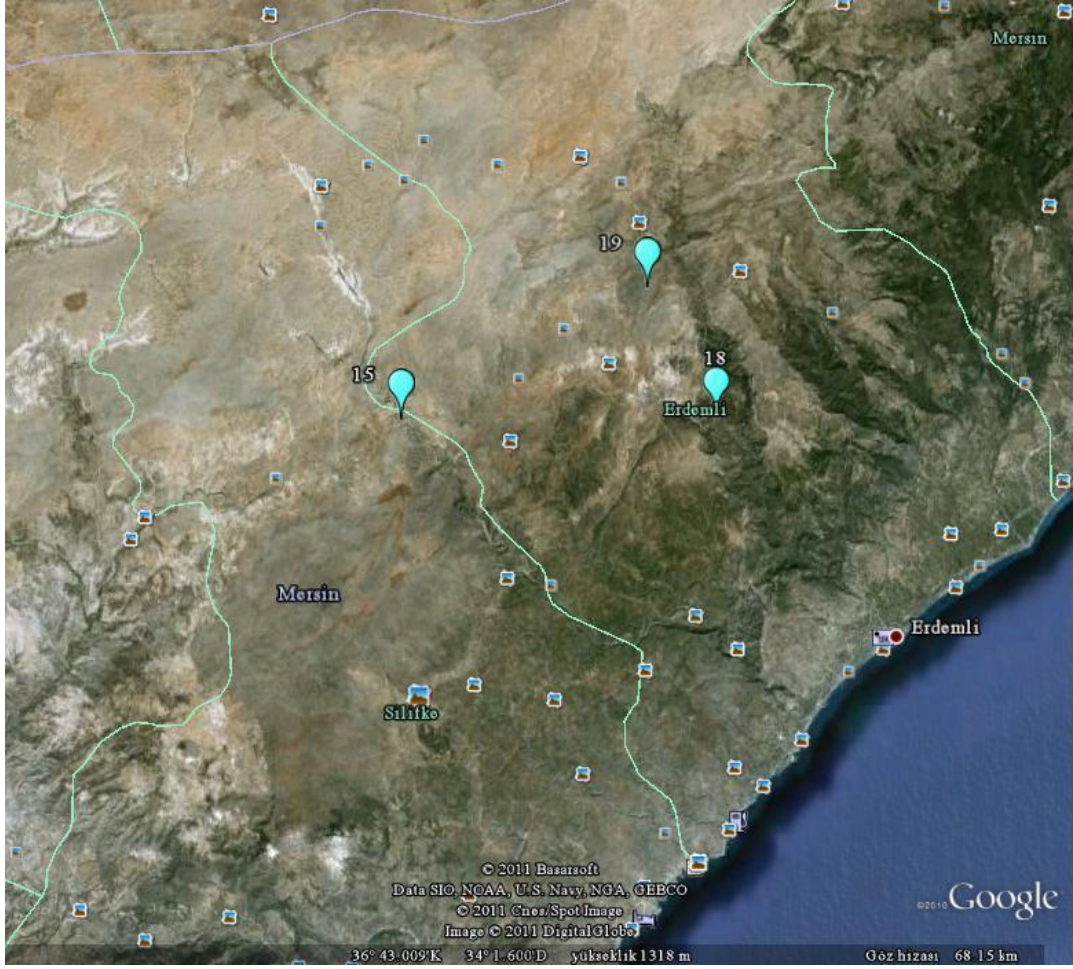 Mersin
19
15
18
Erdemli
Mersin
Erdemli
Silifke
© 2011 Basarsoft
Data SIO, NOAA, U.S. Navy, NGA, GEBCO
© 2011 Cnes/Spot Image
Image © 2011 DigitalGlobe
©2010 Google
36° 43.009'K 34° 1.600'D yükseklik 1318 m Göz hizası 68.15 km